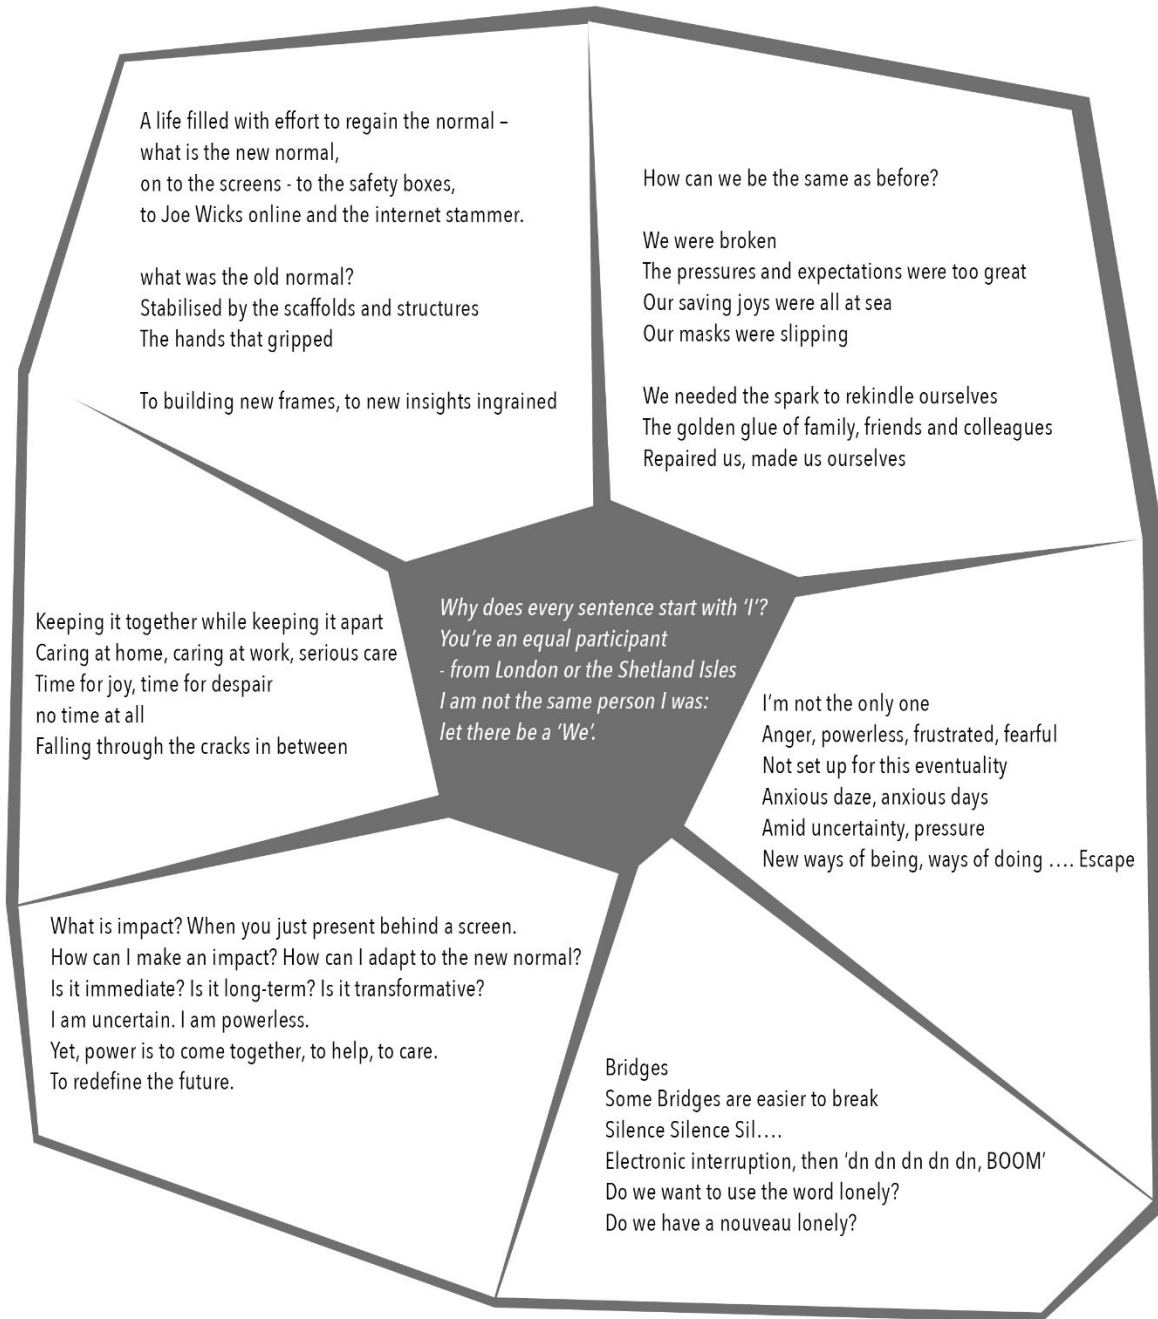 A life filled with effort to regain the normal –
what is the new normal,
on to the screens - to the safety boxes,
to Joe Wicks online and the internet stammer.
what was the old normal?
Stabilised by the scaffolds and structures
The hands that gripped
To building new frames, to new insights ingrained
How can we be the same as before?
We were broken
The pressures and expectations were too great
Our saving joys were all at sea
Our masks were slipping
We needed the spark to rekindle ourselves
The golden glue of family, friends and colleagues
Repaired us, made us ourselves
Keeping it together while keeping it apart
Caring at home, caring at work, serious care
Time for joy, time for despair
no time at all
Falling through the cracks in between
Why does every sentence start with ‘I’?
You’re an equal participant
- from London or the Shetland Isles
I am not the same person I was:
let there be a ‘We’.
I’m not the only one
Anger, powerless, frustrated, fearful
Not set up for this eventuality
Anxious daze, anxious days
Amid uncertainty, pressure
New ways of being, ways of doing …. Escape
What is impact? When you just present behind a screen.
How can I make an impact? How can I adapt to the new normal?
Is it immediate? Is it long-term? Is it transformative?
I am uncertain. I am powerless.
Yet, power is to come together, to help, to care.
To redefine the future.
Bridges
Some Bridges are easier to break
Silence Silence Sil….
Electronic interruption, then ‘dn dn dn dn dn, BOOM’
Do we want to use the word lonely?
Do we have a nouveau lonely?